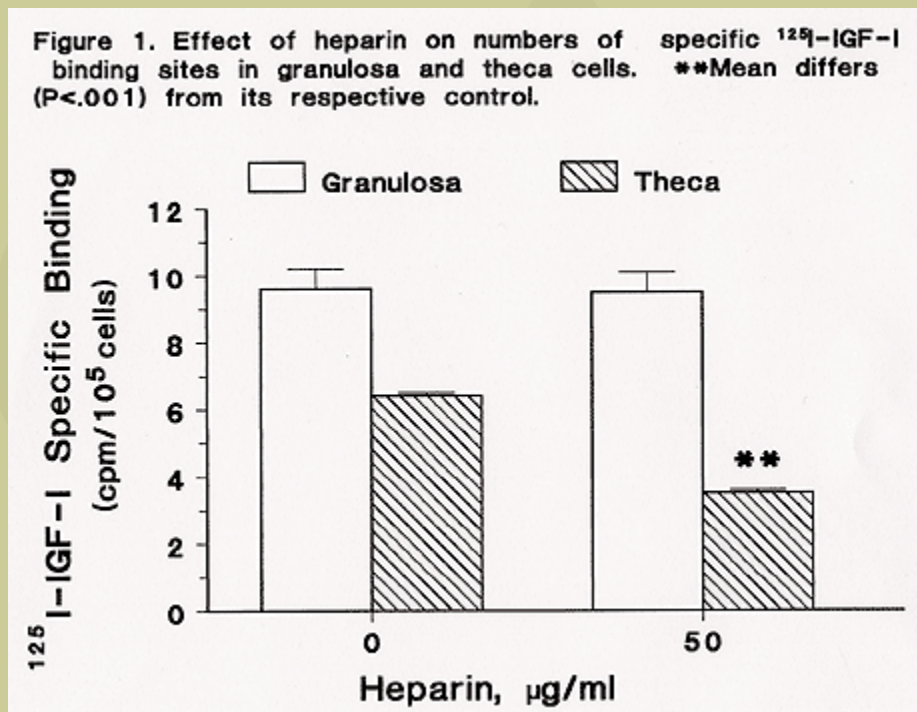 Figure 1. Effect of heparin on numbers of specific ¹²⁵I-IGF-I
binding sites in granulosa and theca cells. **Mean differs
(P<.001) from its respective control.
Granulosa
Theca
¹²⁵I-IGF-I Specific Binding
(cpm/10⁵ cells)
12
10
8
6
4
2
0
**
0
50
Heparin, µg/ml